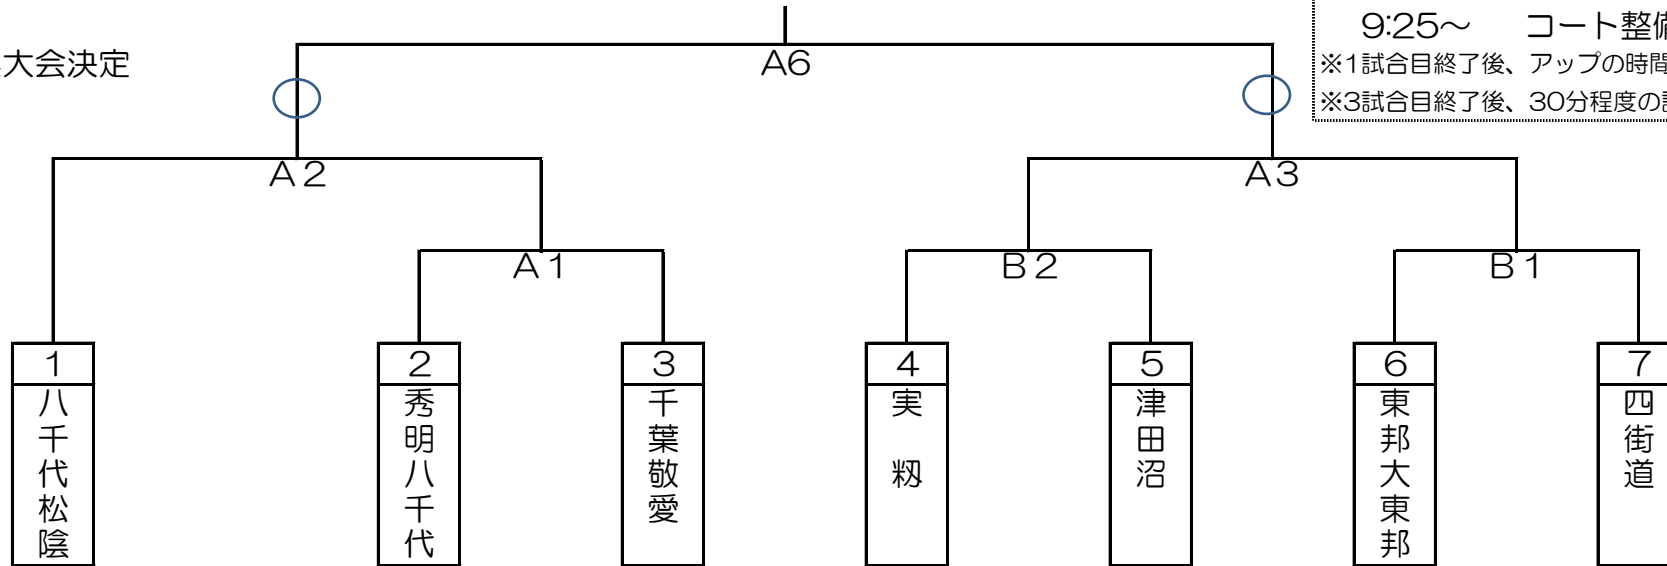 9:25～　コート整備
大会決定
※1試合目終了後、アップの時間
※3試合目終了後、30分程度の
A6
A2
A3
A1
B2
B1
1
2
3
4
5
6
7
八千代松陰
秀明八千代
千葉敬愛
実籾
津田沼
東邦大東邦
四街道